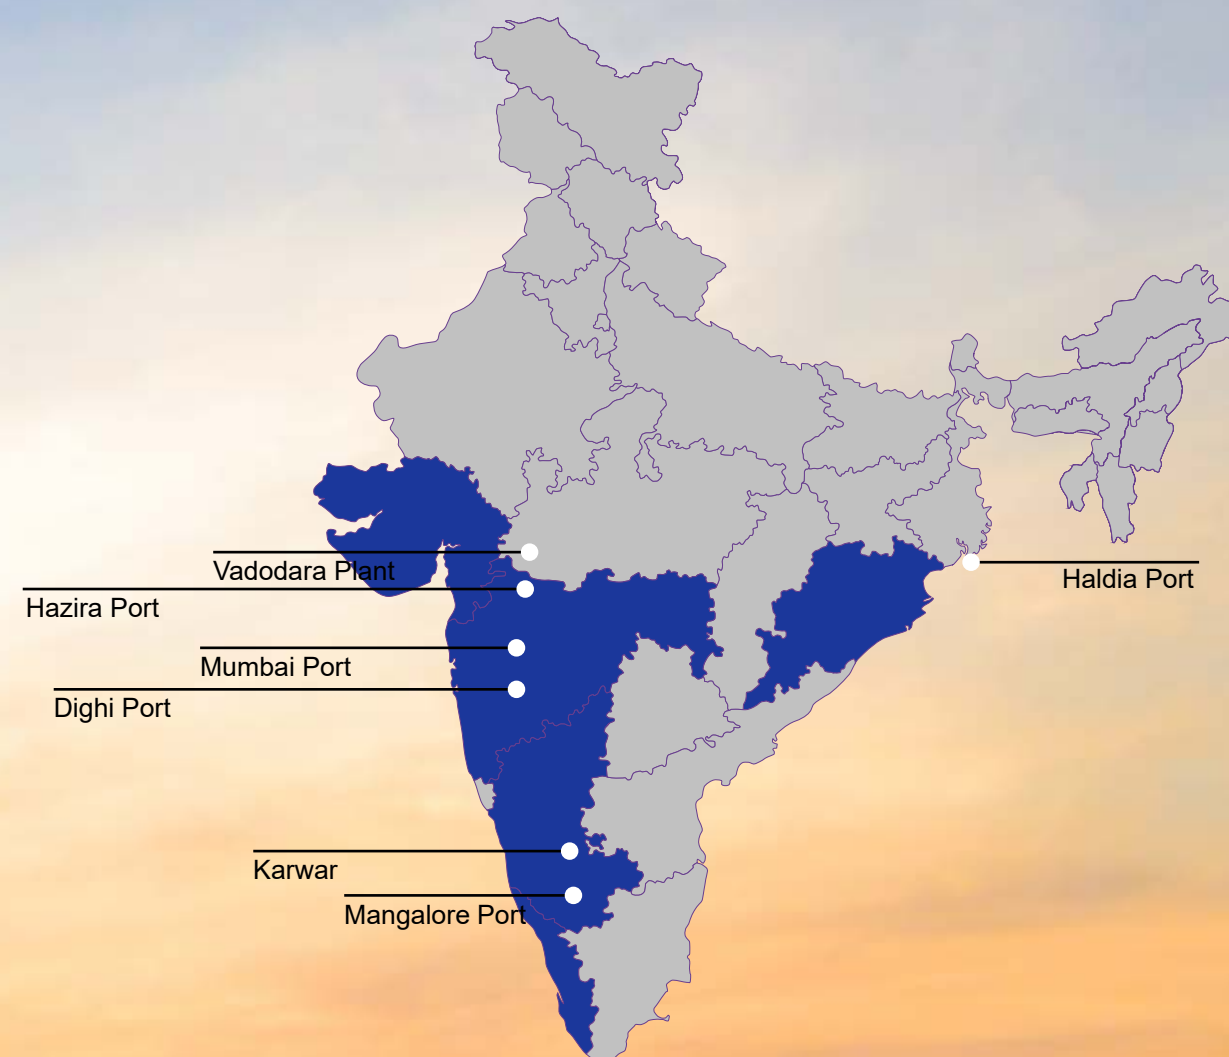 Vadodara Plant
Haldia Port
Hazira Port
Mumbai Port
Dighi Port
Karwar
Mangalore Port